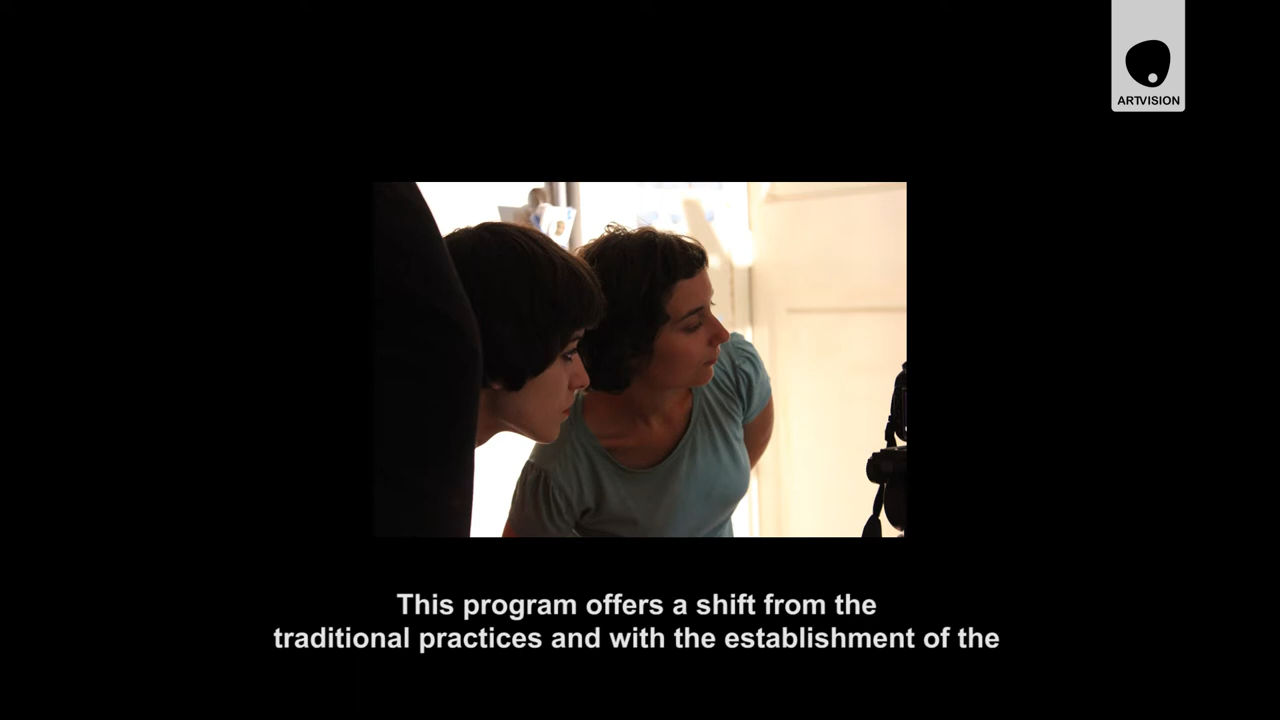 ARTVISION
This program offers a shift from the
traditional practices and with the establishment of the